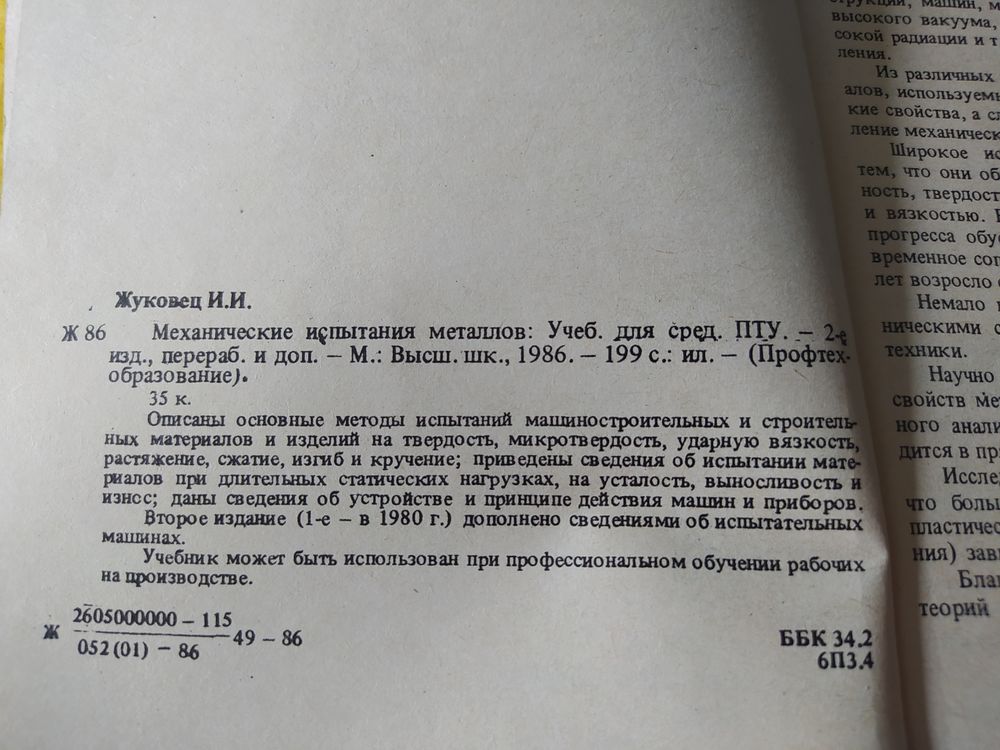 Жуковец И.И.
Ж 86 Механические испытания металлов: Учеб. для сред. ПТУ. – 2-е
изд., перераб. и доп. – М.: Высш. шк., 1986. – 199 с.: ил. – (Профтех-
образование).
35 к.
Описаны основные методы испытаний машиностроительных и строитель-
ных материалов и изделий на твердость, микротвердость, ударную вязкость,
растяжение, сжатие, изгиб и кручение; приведены сведения об испытании мате-
риалов при длительных статических нагрузках, на усталость, выносливость и
износ; даны сведения об устройстве и принципе действия машин и приборов.
Второе издание (1-е – в 1980 г.) дополнено сведениями об испытательных
машинах.
Учебник может быть использован при профессиональном обучении рабочих
на производстве.
2605000000 – 115
Ж 49 – 86
052 (01) – 86
ББК 34.2
6П3.4
машин,
высокого вакуума,
сокой радиации и т
ления.
Из различных
алов, используемы
кие свойства, а
ление механическ
Широкое ис
тем, что они об
ность, твердост
и вязкостью.
прогресса обус
временное
лет возросло
Немало
ническими с
техники.
Научно
свойств ме
ного анали
дится в пр
Исслед
что боль
пластичес
ния) зав
теорий